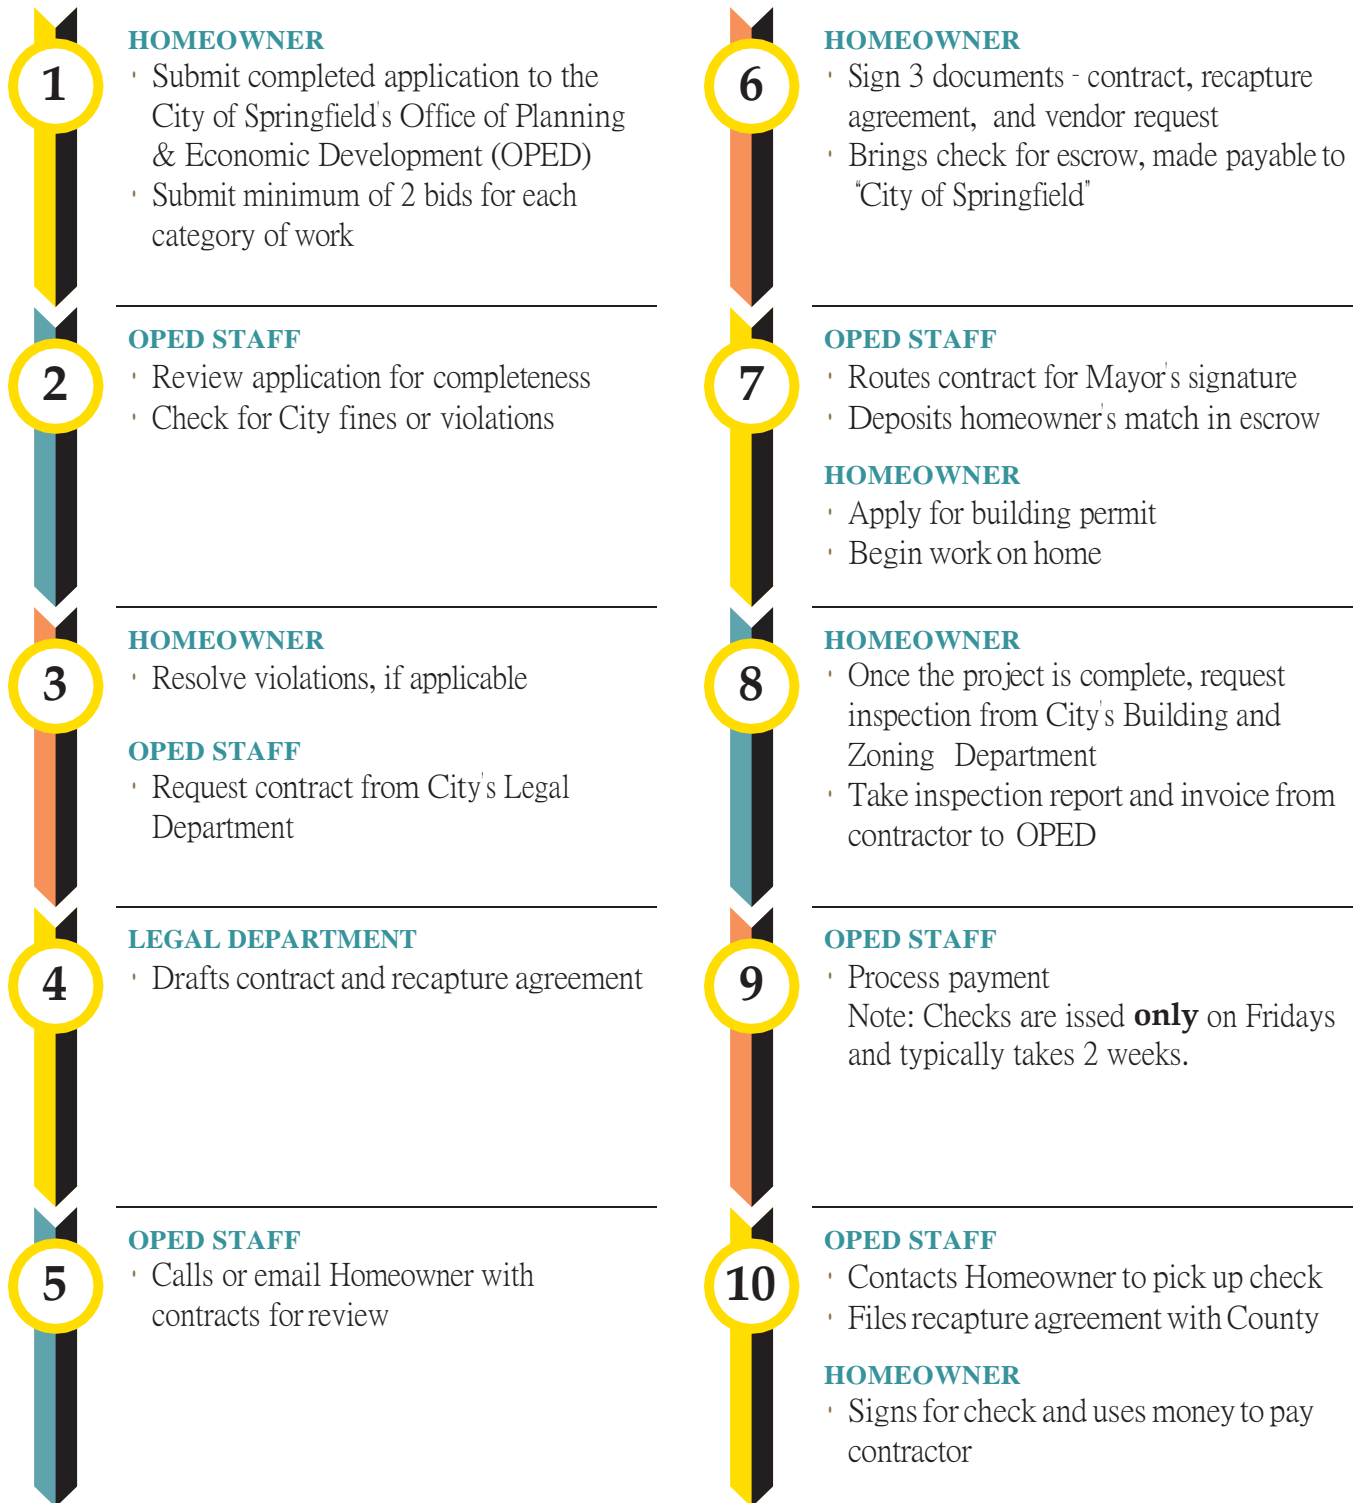 1
HOMEOWNER
· Submit completed application to the
City of Springfield's Office of Planning
& Economic Development (OPED)
· Submit minimum of 2 bids for each
category of work
2
OPED STAFF
· Review application for completeness
· Check for City fines or violations
3
HOMEOWNER
· Resolve violations, if applicable
OPED STAFF
· Request contract from City's Legal
Department
4
LEGAL DEPARTMENT
· Drafts contract and recapture agreement
5
OPED STAFF
· Calls or email Homeowner with
contracts for review
6
HOMEOWNER
· Sign 3 documents - contract, recapture
agreement, and vendor request
· Brings check for escrow, made payable to
"City of Springfield"
7
OPED STAFF
· Routes contract for Mayor's signature
· Deposits homeowner's match in escrow
HOMEOWNER
· Apply for building permit
· Begin work on home
8
HOMEOWNER
· Once the project is complete, request
inspection from City's Building and
Zoning Department
· Take inspection report and invoice from
contractor to OPED
9
OPED STAFF
· Process payment
Note: Checks are issed only on Fridays
and typically takes 2 weeks.
10
OPED STAFF
· Contacts Homeowner to pick up check
· Files recapture agreement with County
HOMEOWNER
· Signs for check and uses money to pay
contractor